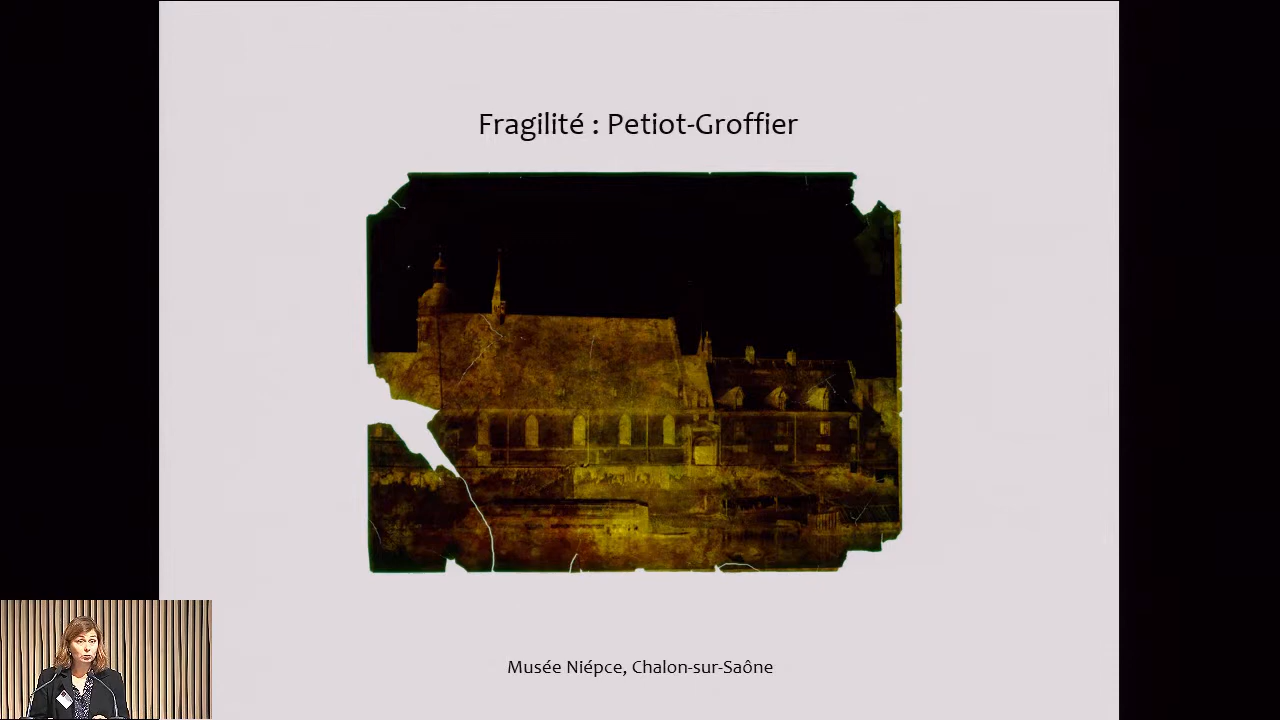 Fragilité : Petiot-Groffier
Musée Niépce, Chalon-sur-Saône